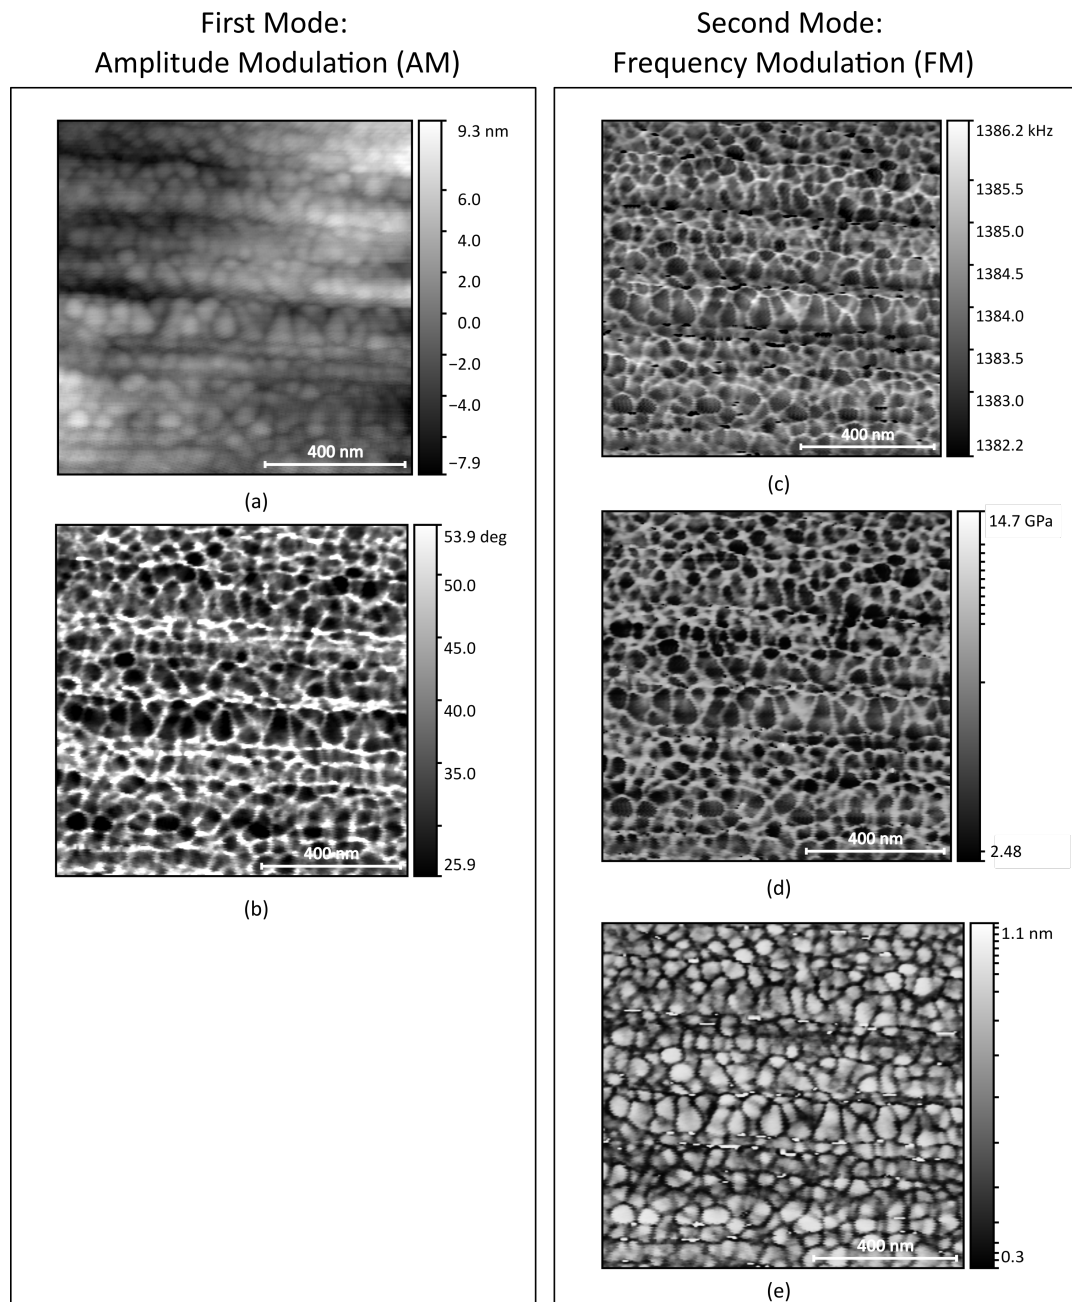 First Mode:
Amplitude Modulation (AM)
9.3 nm
6.0
4.0
2.0
0.0
−2.0
−4.0
−7.9
400 nm
(a)
53.9 deg
50.0
45.0
40.0
35.0
25.9
400 nm
(b)
Second Mode:
Frequency Modulation (FM)
1386.2 kHz
1385.5
1385.0
1384.5
1384.0
1383.5
1383.0
1382.2
400 nm
(c)
14.7 GPa
2.48
400 nm
(d)
1.1 nm
0.3
400 nm
(e)